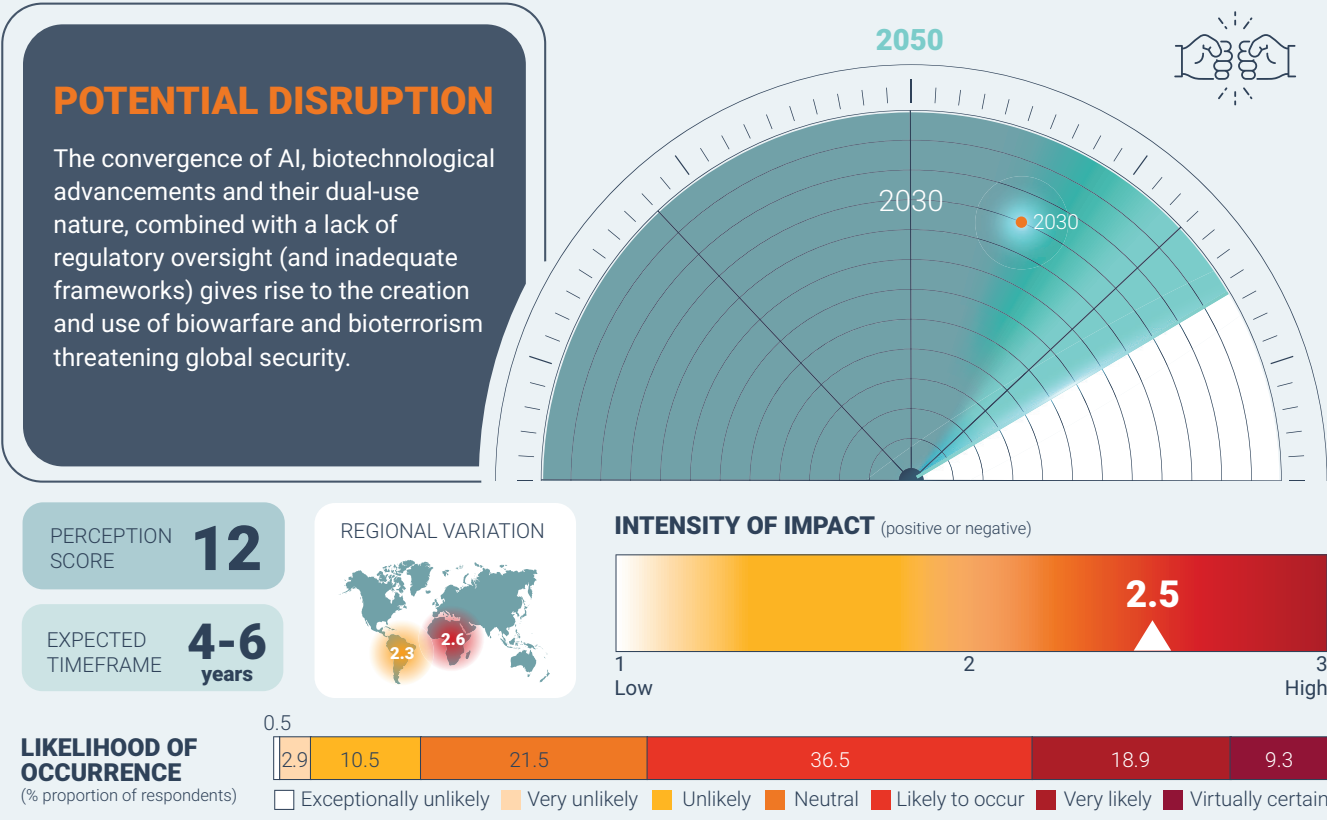 POTENTIAL DISRUPTION
The convergence of AI, biotechnological
advancements and their dual-use
nature, combined with a lack of
regulatory oversight (and inadequate
frameworks) gives rise to the creation
and use of biowarfare and bioterrorism
threatening global security.
2050
2030
2030
PERCEPTION
SCORE
12
EXPECTED
TIMEFRAME
4-6
years
REGIONAL VARIATION
2.3
2.6
INTENSITY OF IMPACT (positive or negative)
2.5
1
2
3
Low
High
LIKELIHOOD OF
OCCURRENCE
(% proportion of respondents)
0.5
2.9
10.5
21.5
36.5
18.9
9.3
Exceptionally unlikely
Very unlikely
Unlikely
Neutral
Likely to occur
Very likely
Virtually certain